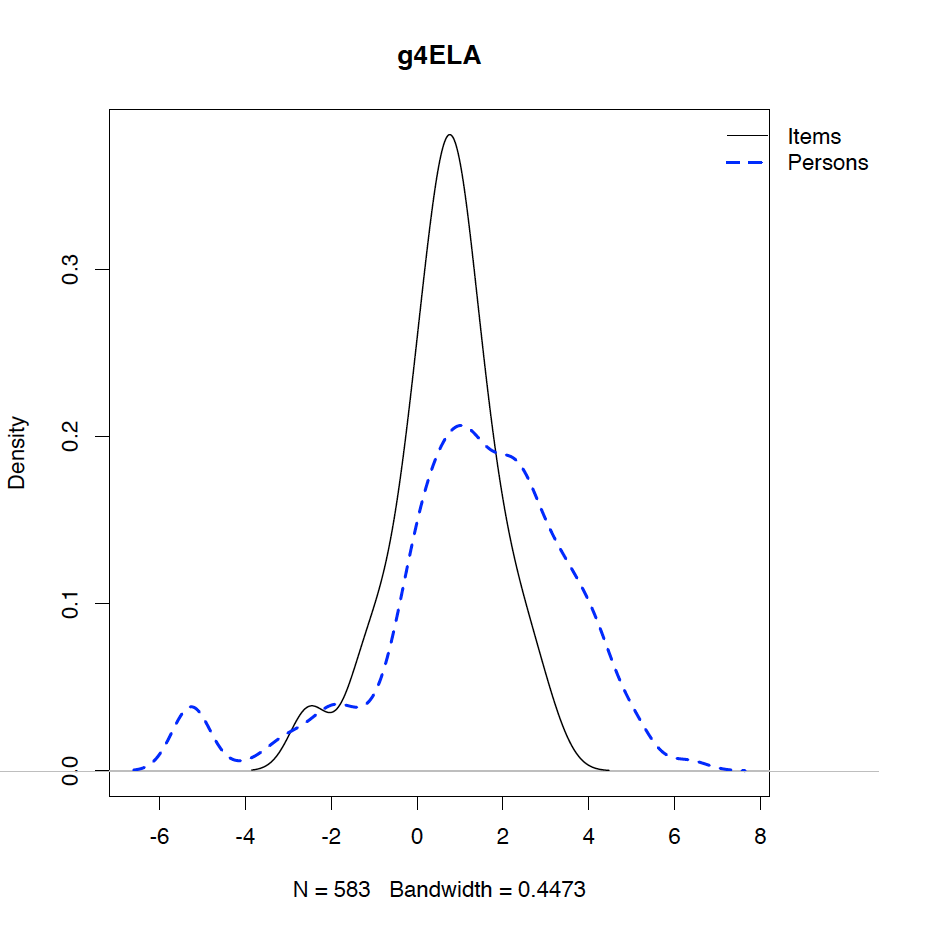 g4ELA
Items
Persons
Density
0.0 0.1 0.2 0.3
-6 -4 -2 0 2 4 6 8
N = 583 Bandwidth = 0.4473